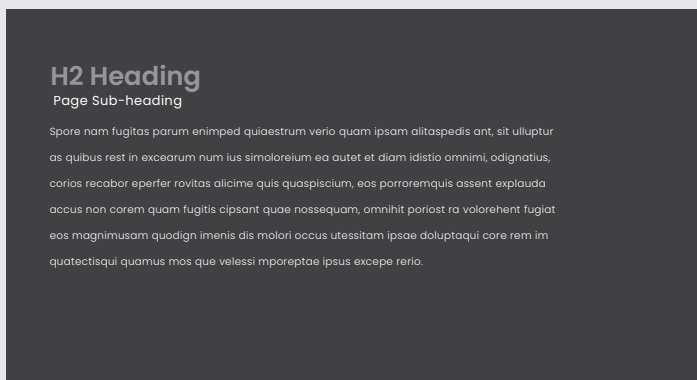 H2 Heading
Page Sub-heading
Spore nam fugitas parum enimped quiaestrum verio quam ipsam alitaspedis ant, sit ulluptur
as quibus rest in excearum num ius simoloreium ea autet et diam idistio omnimi, odignatius,
corios recabor eperfer rovitas alicime quis quaspiscium, eos porroremquis assent explauda
accus non corem quam fugitis cipsant quae nossequam, omnihit poriost ra volorehent fugiat
eos magnimusam quodign imenis dis molori occus utessitam ipsae doluptaqui core rem im
quatectisqui quamus mos que velessi mporeptae ipsus excepe rerio.